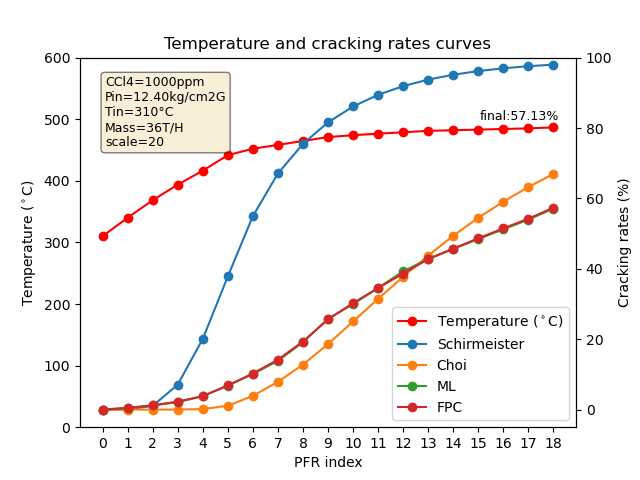 Temperature and cracking rates curves
CCl4=1000ppm
Pin=12.40kg/cm2G
Tin=310°C
Mass=36T/H
scale=20
final:57.13%
Temperature (°C)
600
500
400
300
200
100
0
Cracking rates (%)
100
80
60
40
20
0
Temperature (°C)
Schirmeister
Choi
ML
FPC
0 1 2 3 4 5 6 7 8 9 10 11 12 13 14 15 16 17 18
PFR index